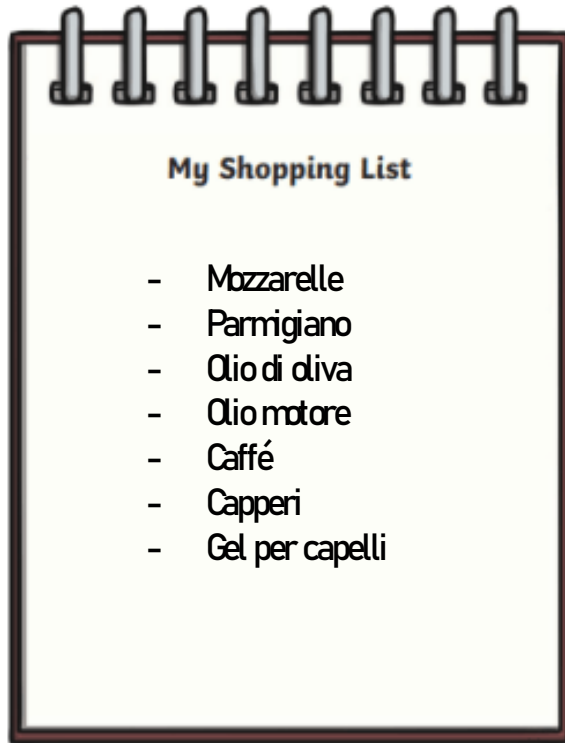 My Shopping List
- Mozzarelle
- Parmigiano
- Olio di oliva
- Olio motore
- Caffé
- Capperi
- Gel per capelli